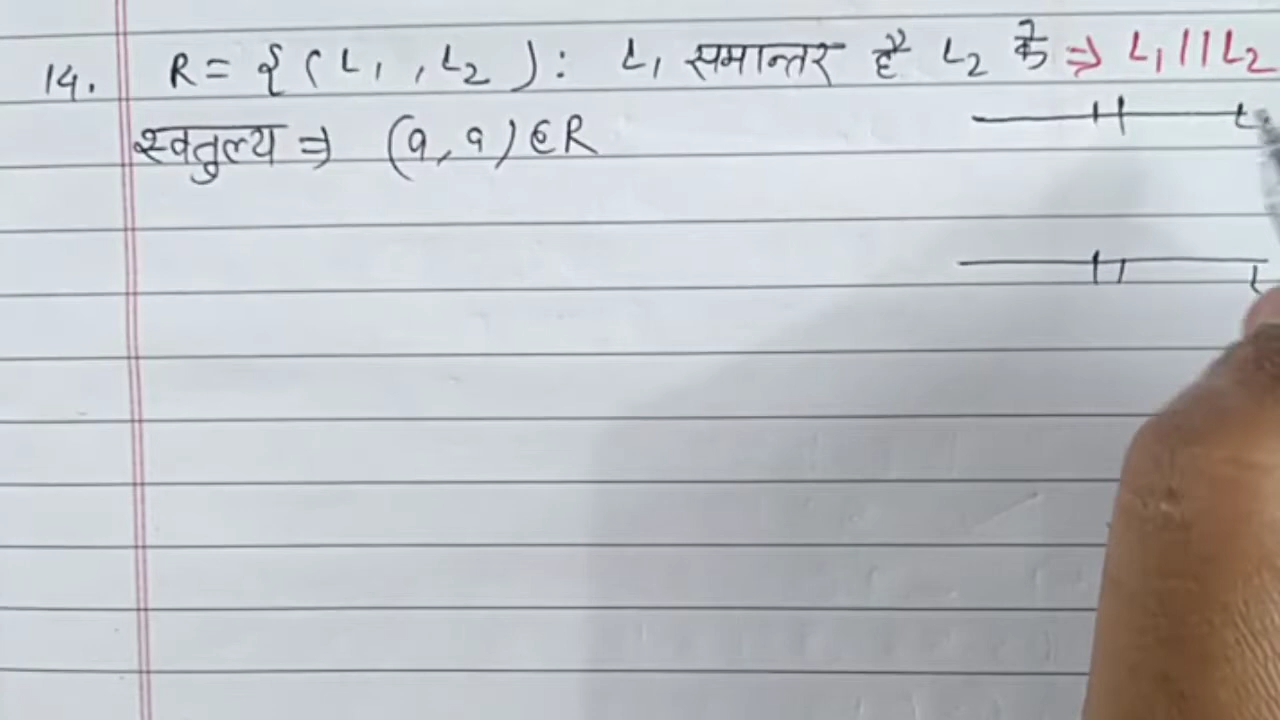 14. R = { ( L₁ , L₂ ) : L₁ समान्तर है L₂ के ⇒ L₁ || L₂
स्वतुल्य ⇒ (a, a) ∈ R